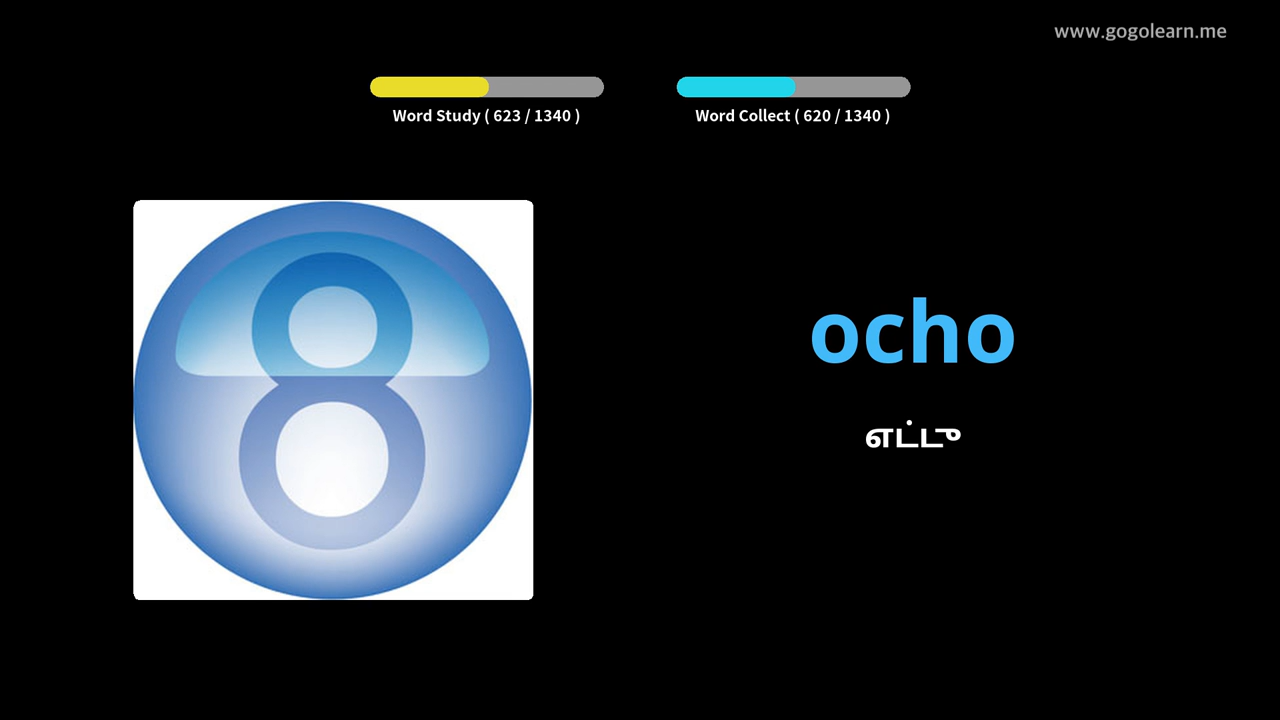 www.gogolearn.me
Word Study ( 623 / 1340 )
Word Collect ( 620 / 1340 )
8
ocho
எட்டு